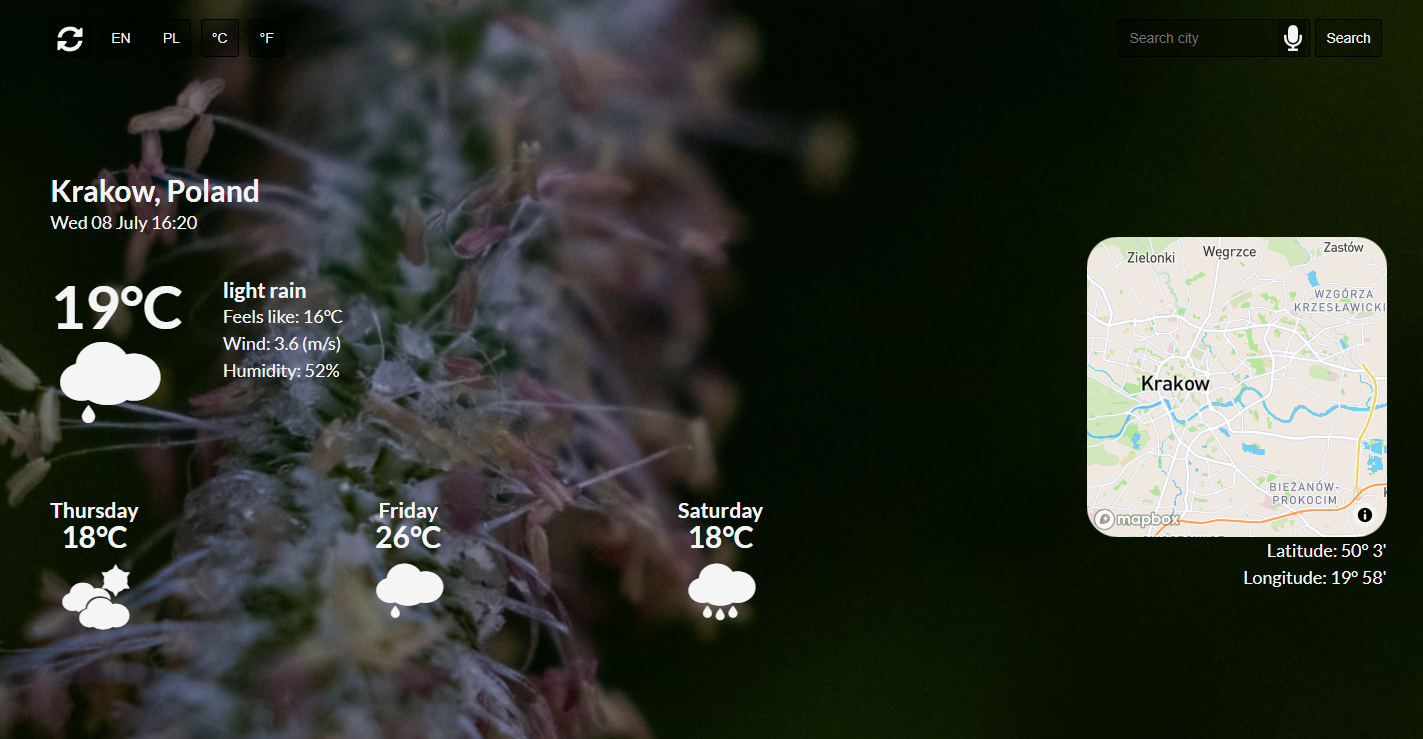 EN PL °C °F Search city Search
Krakow, Poland
Wed 08 July 16:20
19°C
light rain
Feels like: 16°C
Wind: 3.6 (m/s)
Humidity: 52%
Thursday
18°C
Friday
26°C
Saturday
18°C
Zielonki
Węgrzce
Zastów
WZGÓRZA
KRZESŁAWICKI
Krakow
BIEŻANÓW-
PROKOCIM
mapbox
Latitude: 50° 3'
Longitude: 19° 58'